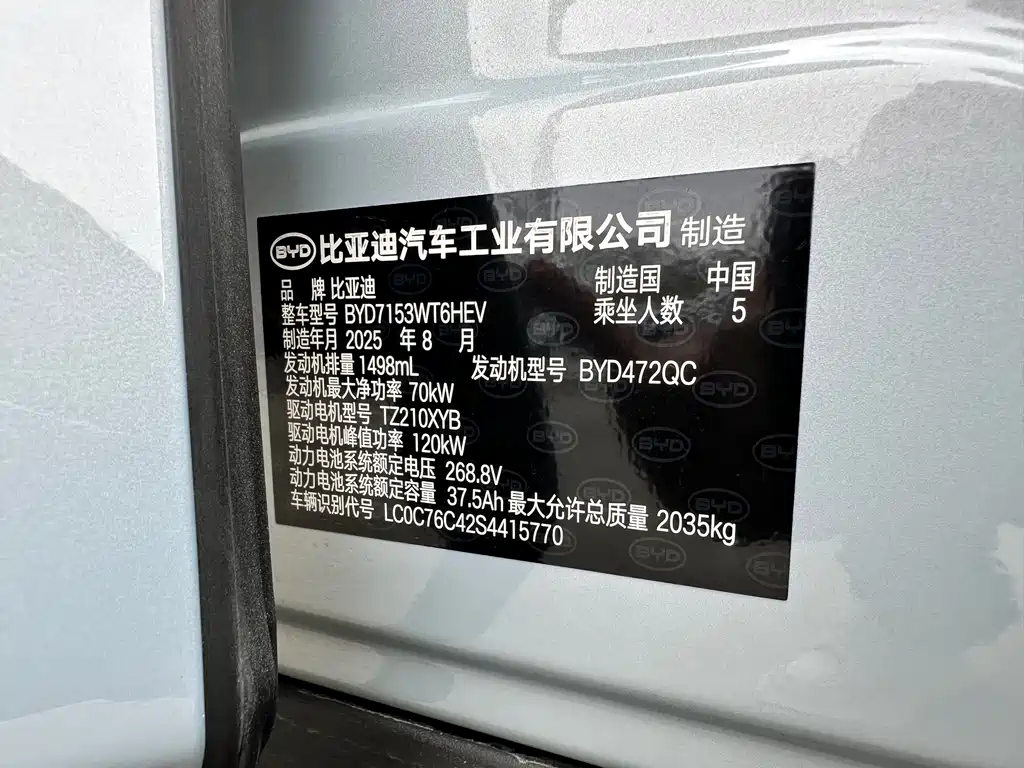 BYD 比亚迪汽车工业有限公司 制造
品 牌 比亚迪 制造国 中国
整车型号 BYD7153WT6HEV 乘坐人数 5
制造年月 2025 年 8 月
发动机排量 1498mL 发动机型号 BYD472QC
发动机最大净功率 70kW
驱动电机型号 TZ210XYB
驱动电机峰值功率 120kW
动力电池系统额定电压 268.8V
动力电池系统额定容量 37.5Ah 最大允许总质量 2035kg
车辆识别代号 LC0C76C42S4415770